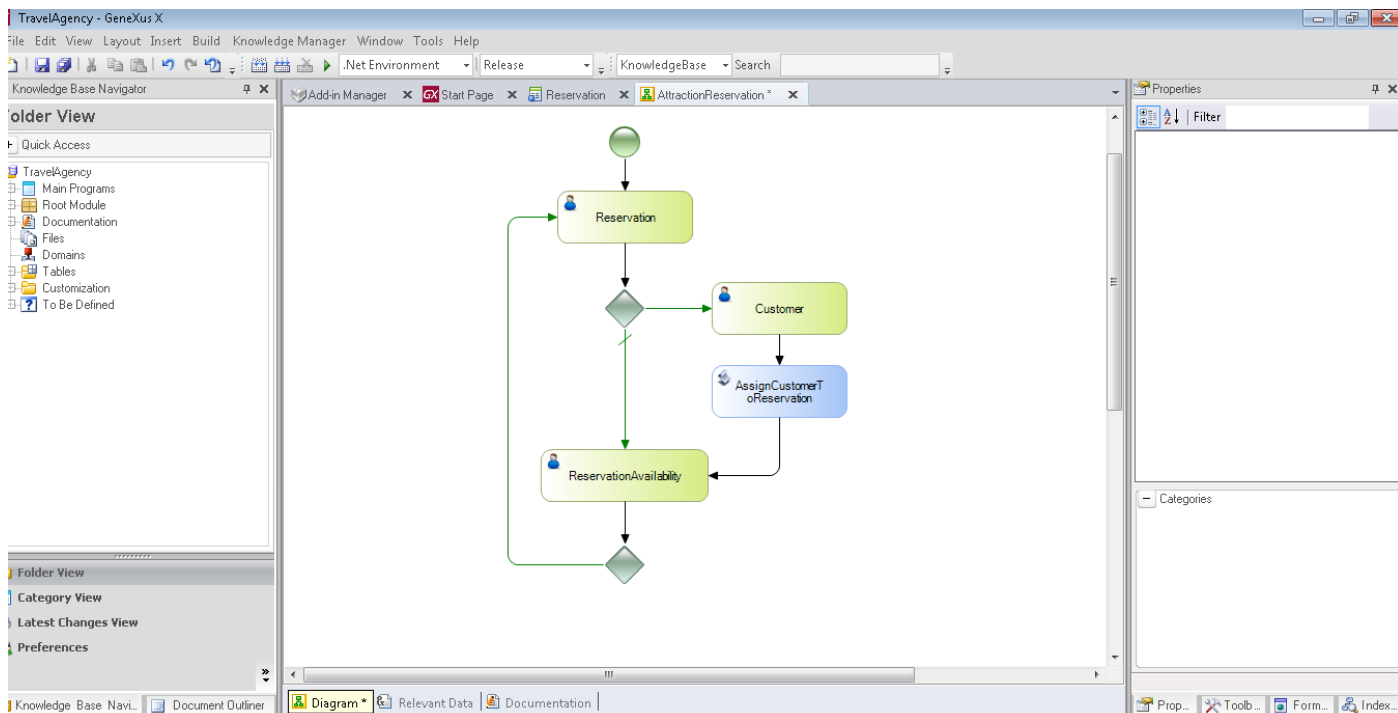 TravelAgency - GeneXus X
File Edit View Layout Insert Build Knowledge Manager Window Tools Help
.Net Environment Release KnowledgeBase Search
Knowledge Base Navigator
older View
Quick Access
TravelAgency
Main Programs
Root Module
Documentation
Files
Domains
Tables
Customization
To Be Defined
Folder View
Category View
Latest Changes View
Preferences
Knowledge Base Navi... Document Outliner
Add-in Manager Start Page Reservation AttractionReservation *
Reservation
Customer
AssignCustomerT
oReservation
ReservationAvailability
Diagram * Relevant Data Documentation
Properties
Filter
Categories
Prop... Toolb... Form... Index...